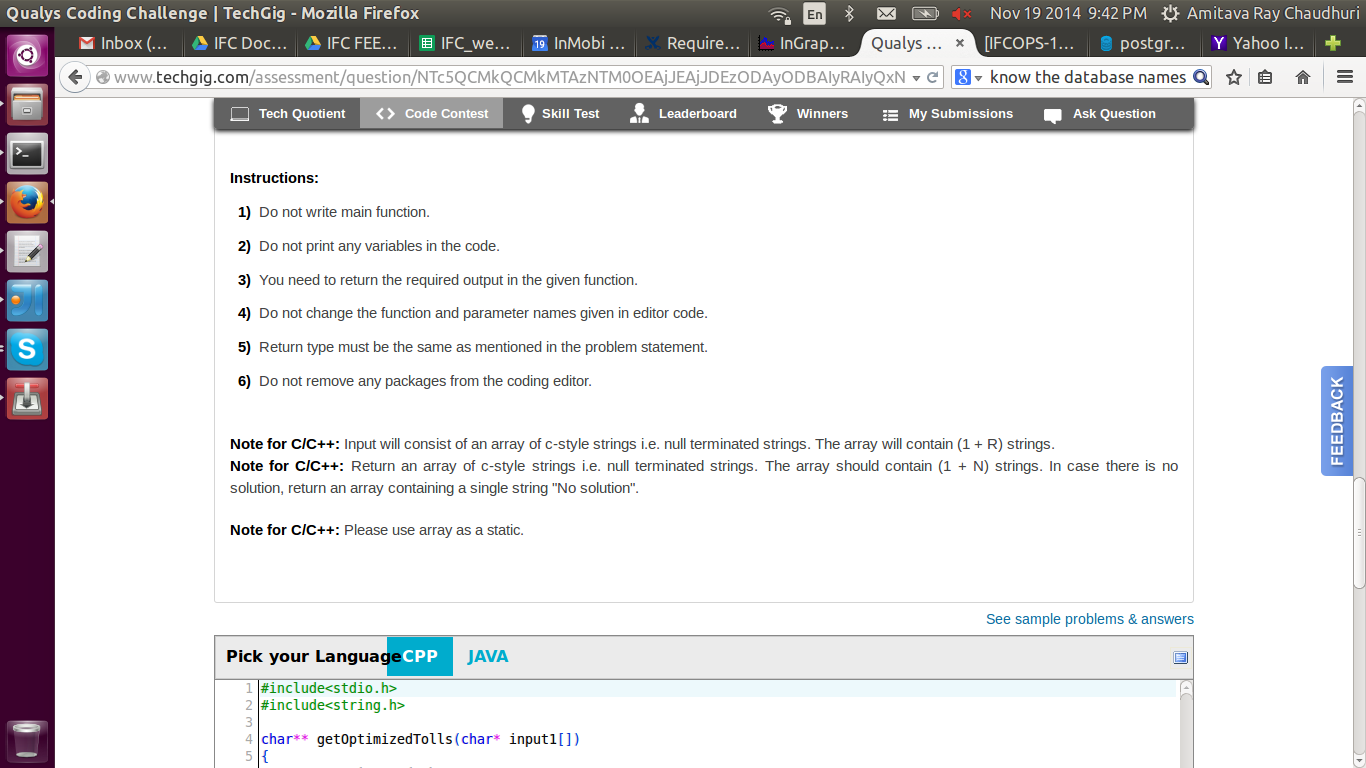 Qualys Coding Challenge | TechGig - Mozilla Firefox
En
Nov 19 2014 9:42 PM
Amitava Ray Chaudhuri
Inbox (...
IFC Doc...
IFC FEE...
IFC_we...
19 InMobi ...
Require...
InGrap...
Qualys ... ×
[IFCOPS-1...
postgr...
Yahoo I...
www.techgig.com/assessment/question/NTc5QCMkQCMkMTAzNTM0OEAjJEAjJDEzODAyODBAIyRAIyQxN
know the database names
Tech Quotient
Code Contest
Skill Test
Leaderboard
Winners
My Submissions
Ask Question
Instructions:
1) Do not write main function.
2) Do not print any variables in the code.
3) You need to return the required output in the given function.
4) Do not change the function and parameter names given in editor code.
5) Return type must be the same as mentioned in the problem statement.
6) Do not remove any packages from the coding editor.
Note for C/C++: Input will consist of an array of c-style strings i.e. null terminated strings. The array will contain (1 + R) strings.
Note for C/C++: Return an array of c-style strings i.e. null terminated strings. The array should contain (1 + N) strings. In case there is no
solution, return an array containing a single string "No solution".
Note for C/C++: Please use array as a static.
FEEDBACK
See sample problems & answers
Pick your Language CPP JAVA
1 #include<stdio.h>
2 #include<string.h>
3
4 char** getOptimizedTolls(char* input1[])
5 {